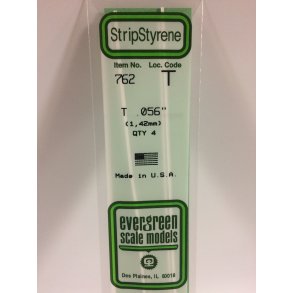 StripStyrene
Item No. Loc. Code
762 T
T .056"
(1,42mm)
QTY 4
Made in U.S.A.
evergreen
scale models
Des Plaines, IL 60018